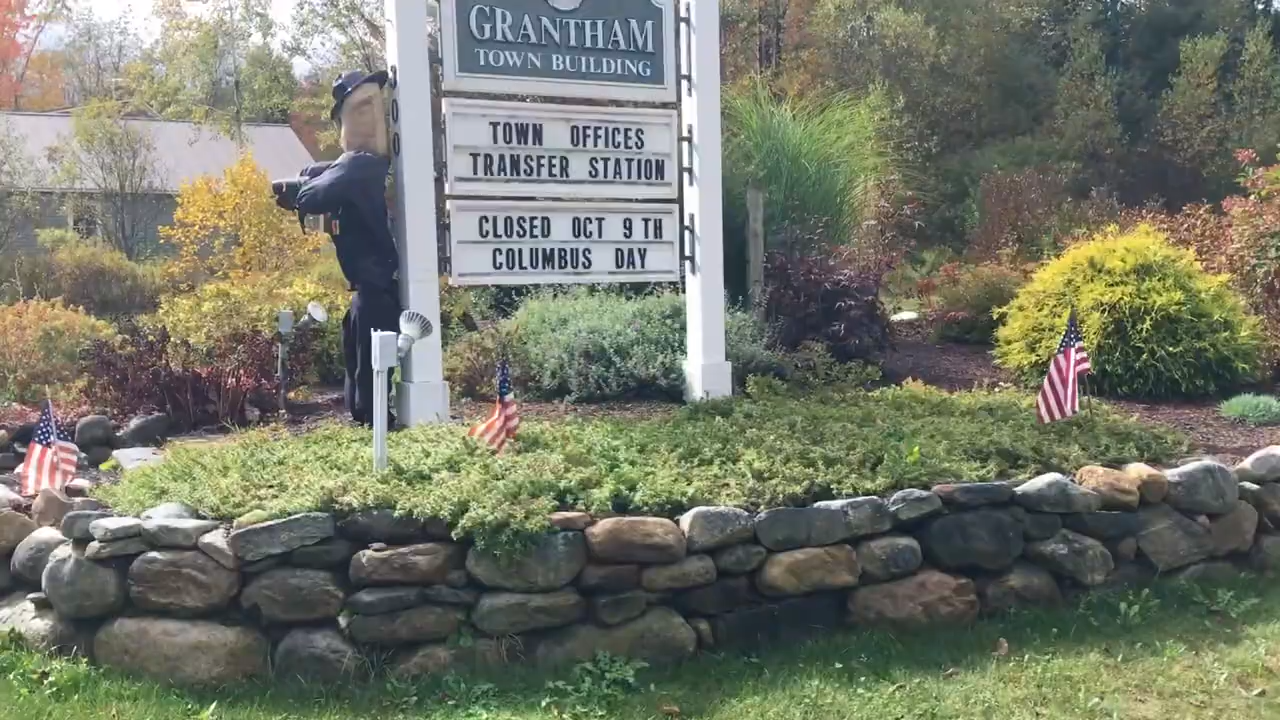 GRANTHAM
TOWN BUILDING
TOWN OFFICES
TRANSFER STATION
CLOSED OCT 9 TH
COLUMBUS DAY